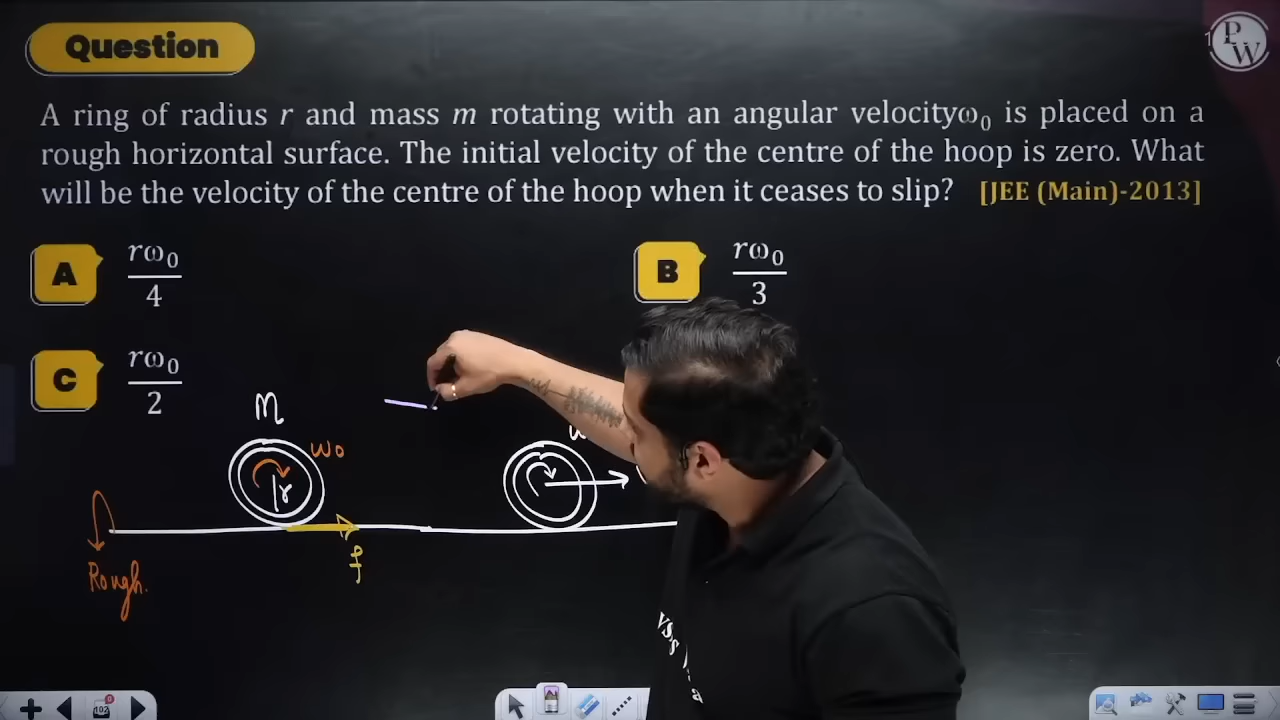 Question
PW
A ring of radius r and mass m rotating with an angular velocityω₀ is placed on a
rough horizontal surface. The initial velocity of the centre of the hoop is zero. What
will be the velocity of the centre of the hoop when it ceases to slip? [JEE (Main)-2013]
A rω₀/4
B rω₀/3
C rω₀/2
M
ω₀
r
f
Rough.
102